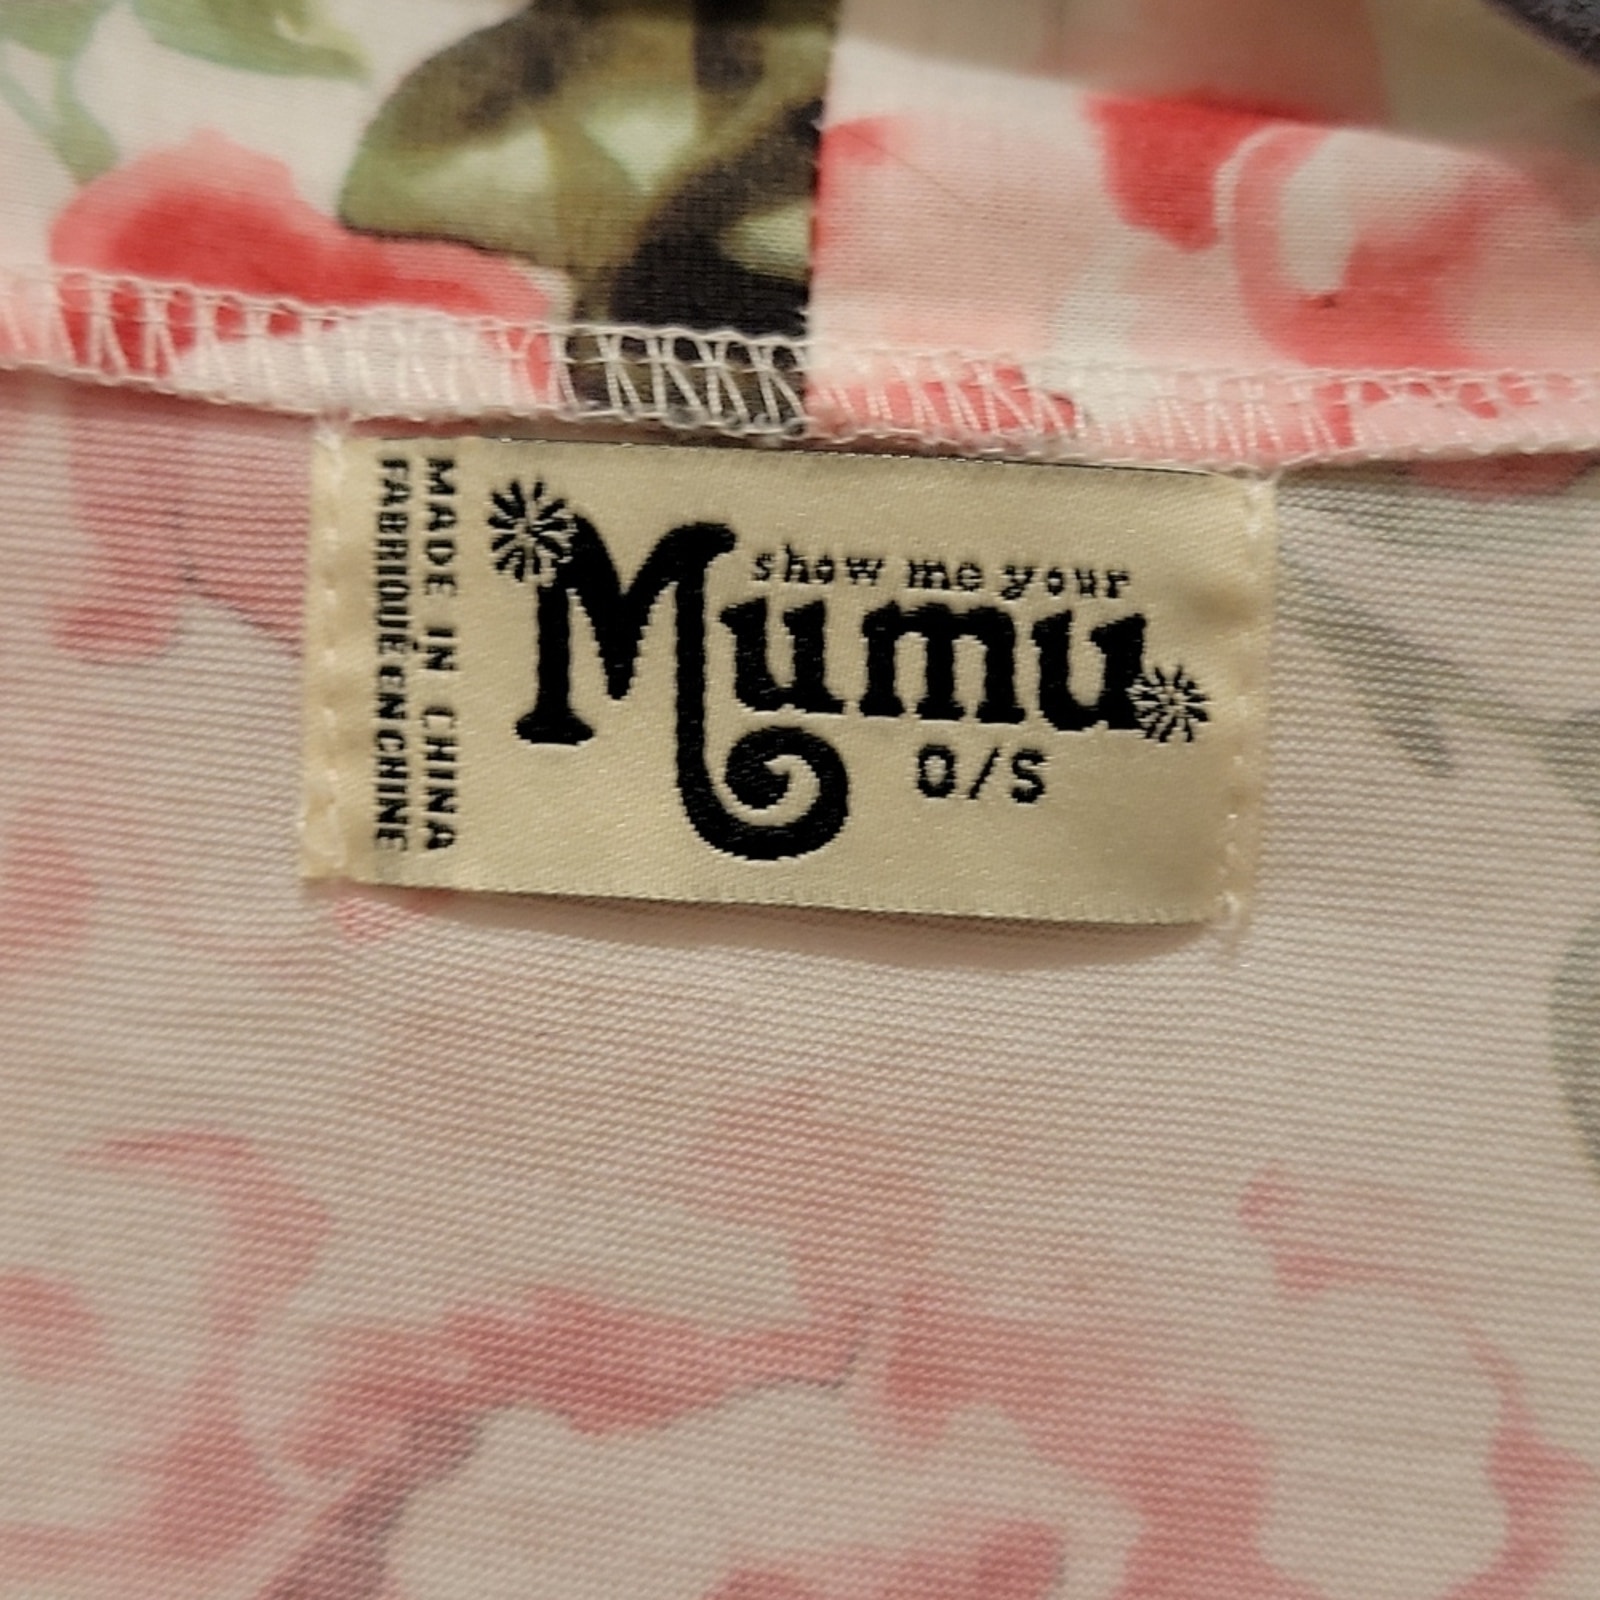 MADE IN CHINA
FABRIQUÉ EN CHINE
show me your
Mumu
O/S